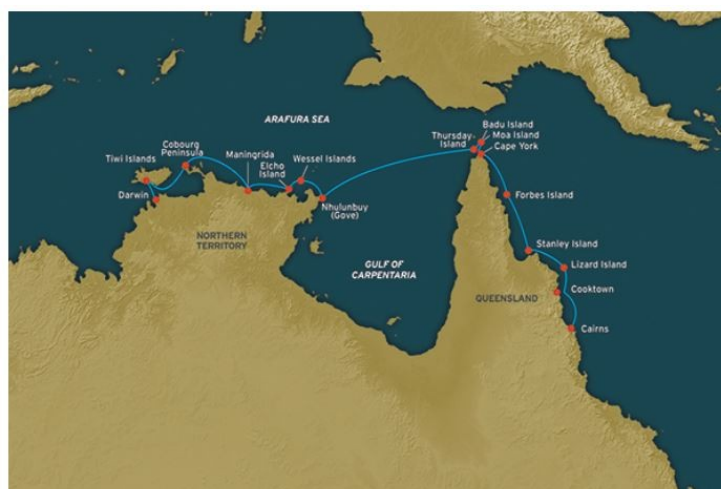 ARAFURA SEA
Badu Island
Moa Island
Thursday
Island
Cape York
Cobourg
Peninsula
Tiwi Islands
Maningrida
Elcho
Island
Wessel Islands
Darwin
Nhulunbuy
(Gove)
Forbes Island
NORTHERN
TERRITORY
Stanley Island
GULF OF
CARPENTARIA
Lizard Island
QUEENSLAND
Cooktown
Cairns